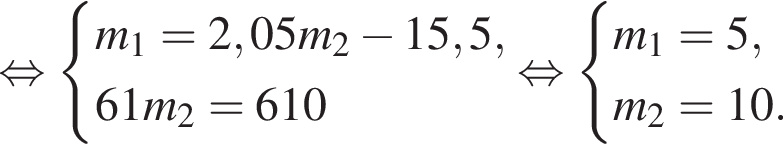 ⇔ { m₁ = 2,05m₂ − 15,5, ⇔ { m₁ = 5,
61m₂ = 610 m₂ = 10.